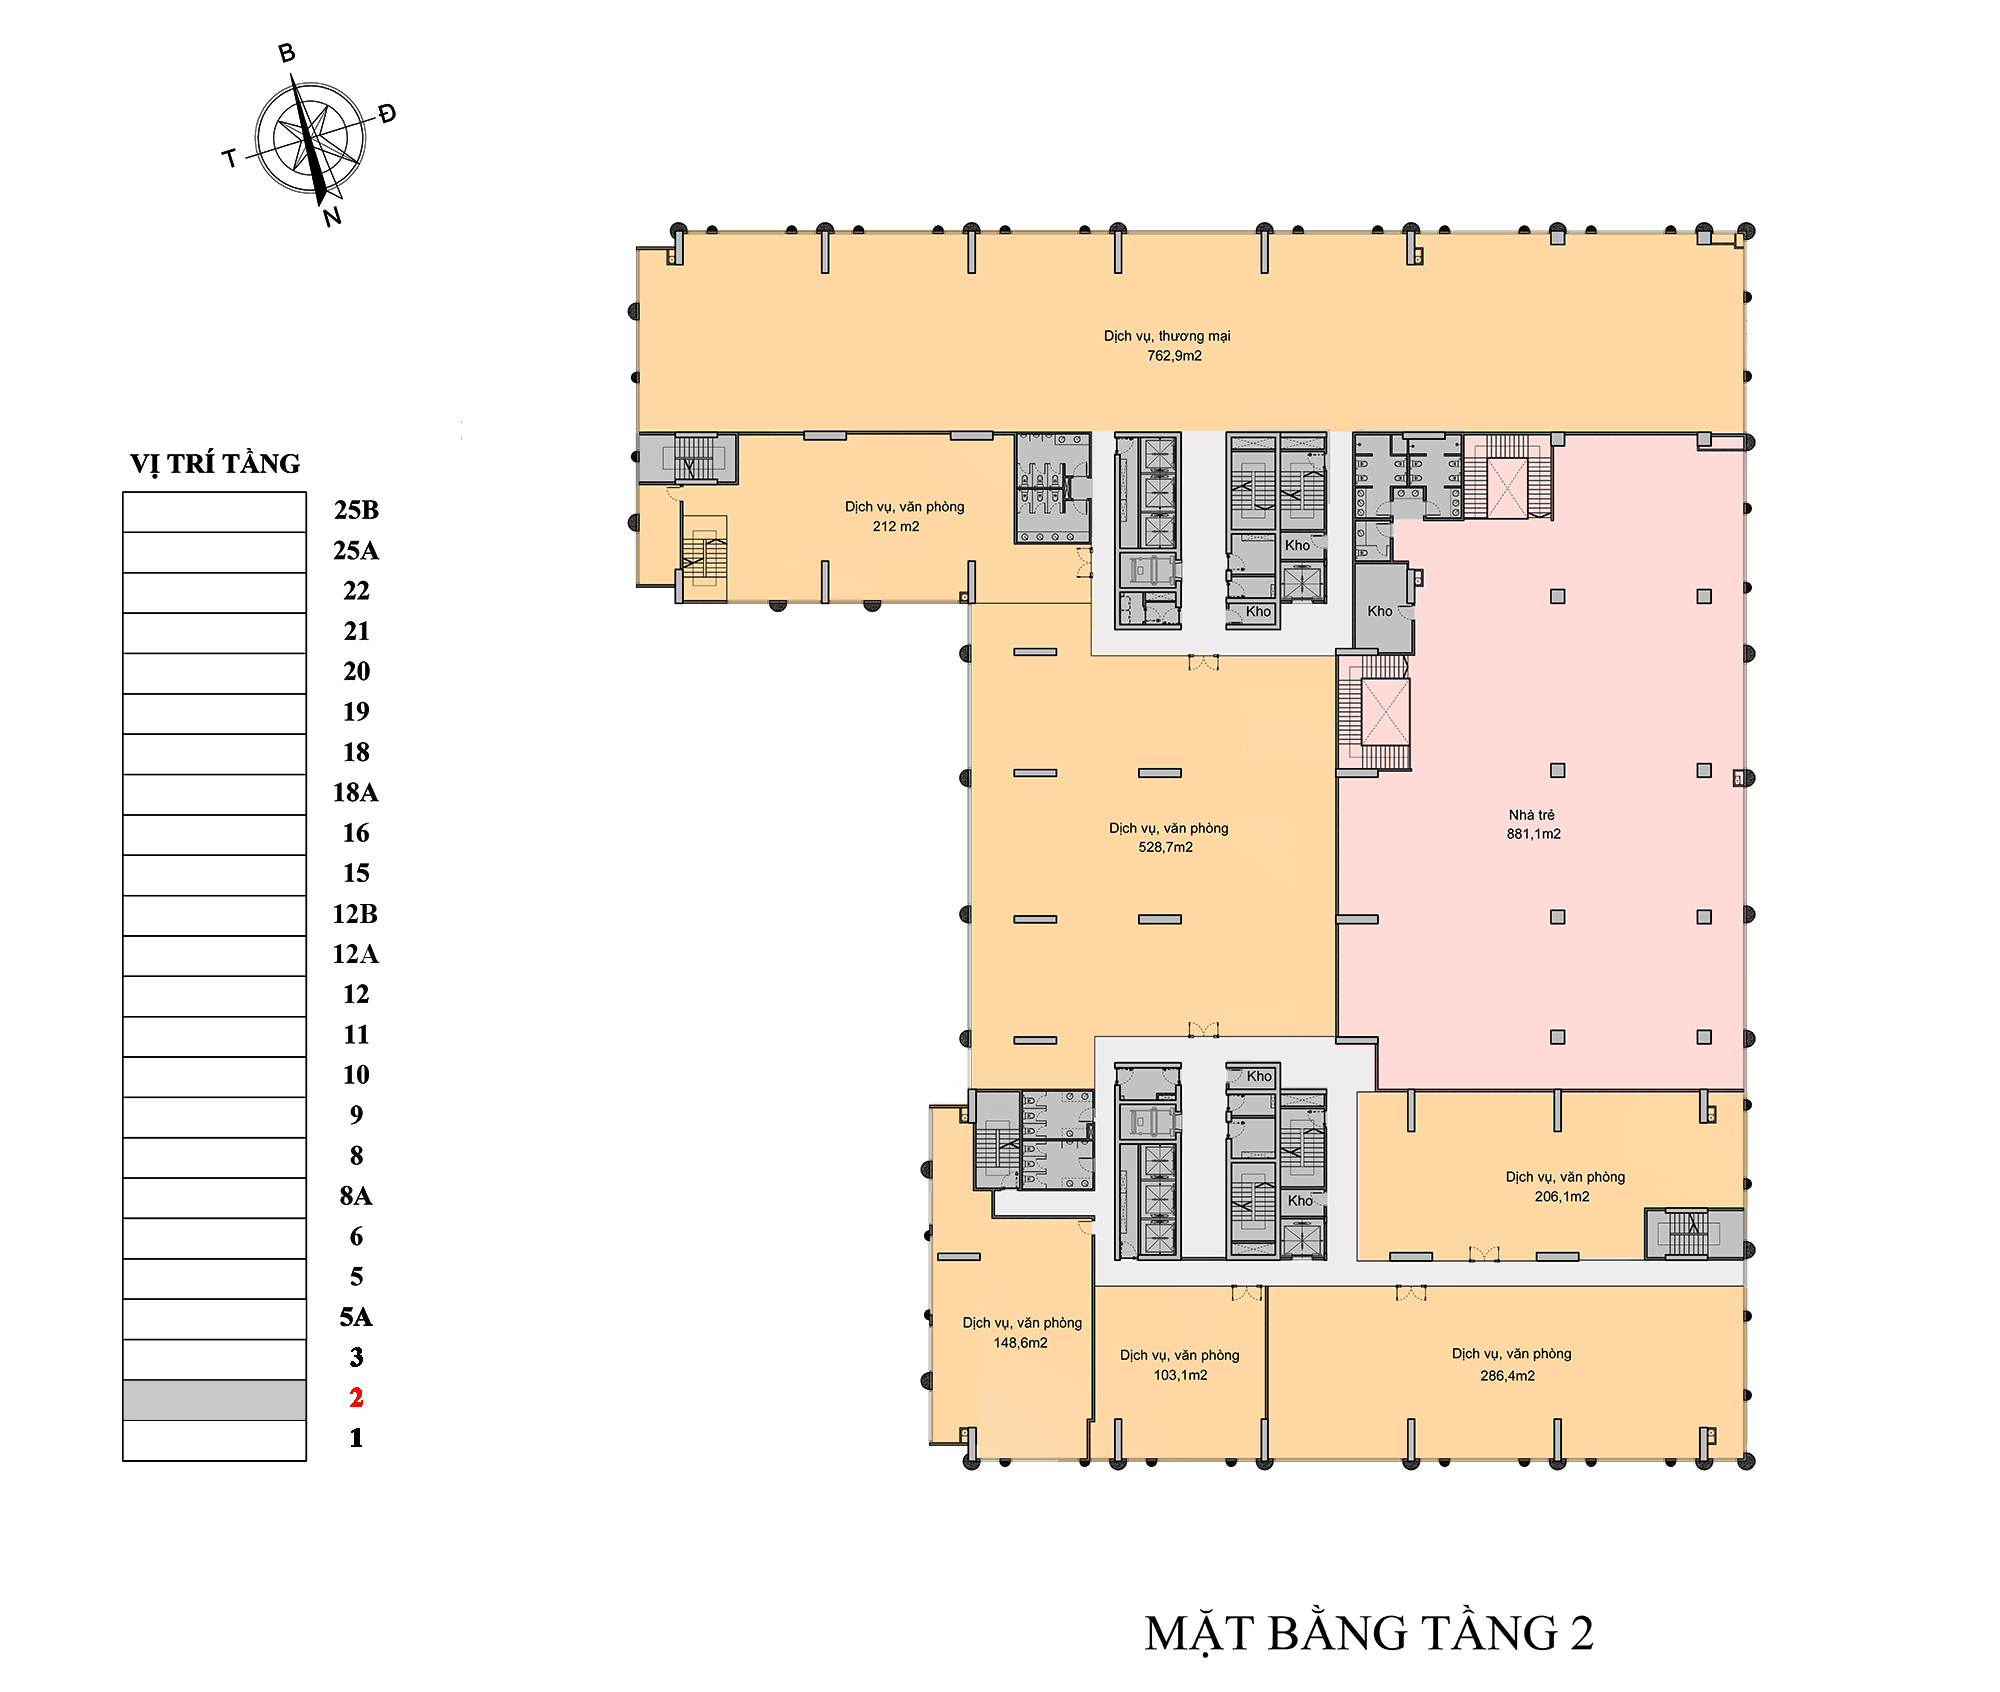 B
Đ
T
N
VỊ TRÍ TẦNG
25B
25A
22
21
20
19
18
18A
16
15
12B
12A
12
11
10
9
8
8A
6
5
5A
3
2
1
Dịch vụ, thương mại
762,9m2
Dịch vụ, văn phòng
212 m2
Kho
Kho
Kho
Dịch vụ, văn phòng
528,7m2
Nhà trẻ
881,1m2
Kho
Kho
Dịch vụ, văn phòng
206,1m2
Dịch vụ, văn phòng
148,6m2
Dịch vụ, văn phòng
103,1m2
Dịch vụ, văn phòng
286,4m2
MẶT BẰNG TẦNG 2